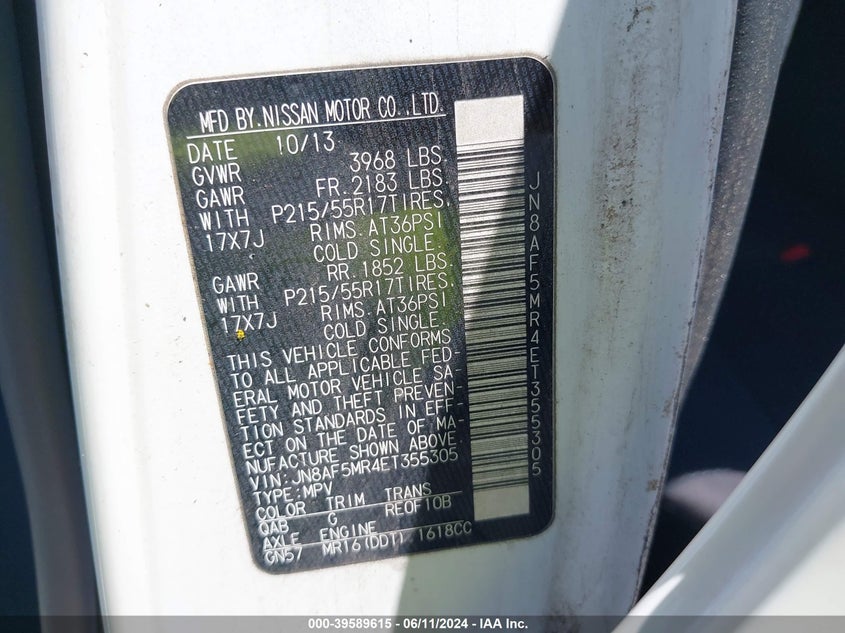 MFD BY. NISSAN MOTOR CO.,LTD.
DATE 10/13
GVWR 3968 LBS.
GAWR FR. 2183 LBS.
WITH P215/55R17TIRES.
17X7J RIMS. AT36PSI
COLD SINGLE.
GAWR RR. 1852 LBS.
WITH P215/55R17TIRES.
17X7J RIMS. AT36PSI
COLD SINGLE.
THIS VEHICLE CONFORMS
TO ALL APPLICABLE FED-
ERAL MOTOR VEHICLE SA-
FETY AND THEFT PREVEN-
TION STANDARDS IN EFF-
ECT ON THE DATE OF MA-
NUFACTURE SHOWN ABOVE.
VIN: JN8AF5MR4ET355305
TYPE: MPV
COLOR TRIM TRANS
QAB G RE0F10B
AXLE ENGINE
GN57 MR16(DDT) 1618CC
JN8AF5MR4ET355305
000-39589615 - 06/11/2024 - IAA Inc.